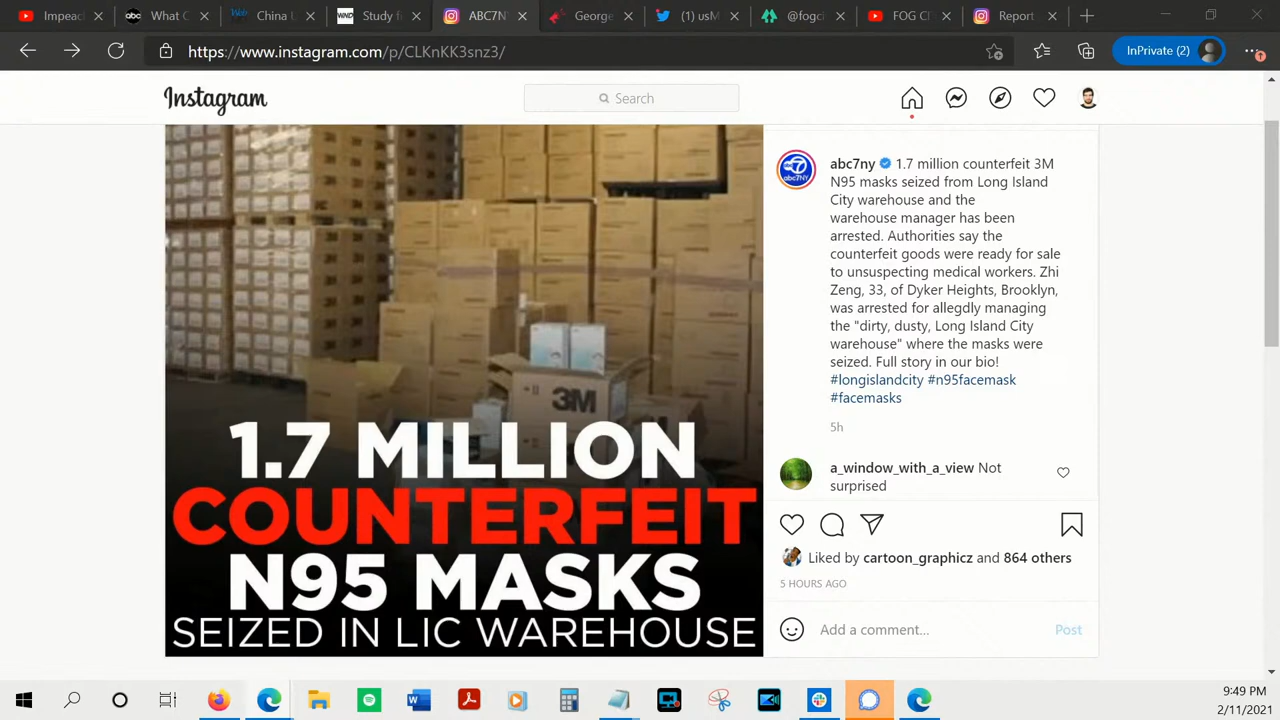 Impeac
What
China L
Study f
ABC7N
George
(1) usM
@fogci
FOG CI
Report
https://www.instagram.com/p/CLKnKK3snz3/
InPrivate (2)
Instagram
Search
abc7ny 1.7 million counterfeit 3M
N95 masks seized from Long Island
City warehouse and the
warehouse manager has been
arrested. Authorities say the
counterfeit goods were ready for sale
to unsuspecting medical workers. Zhi
Zeng, 33, of Dyker Heights, Brooklyn,
was arrested for allegdly managing
the "dirty, dusty, Long Island City
warehouse" where the masks were
seized. Full story in our bio!
#longislandcity #n95facemask
#facemasks
5h
a_window_with_a_view Not
surprised
Liked by cartoon_graphicz and 864 others
5 HOURS AGO
Add a comment... Post
3M
1.7 MILLION
COUNTERFEIT
N95 MASKS
SEIZED IN LIC WAREHOUSE
9:49 PM
2/11/2021